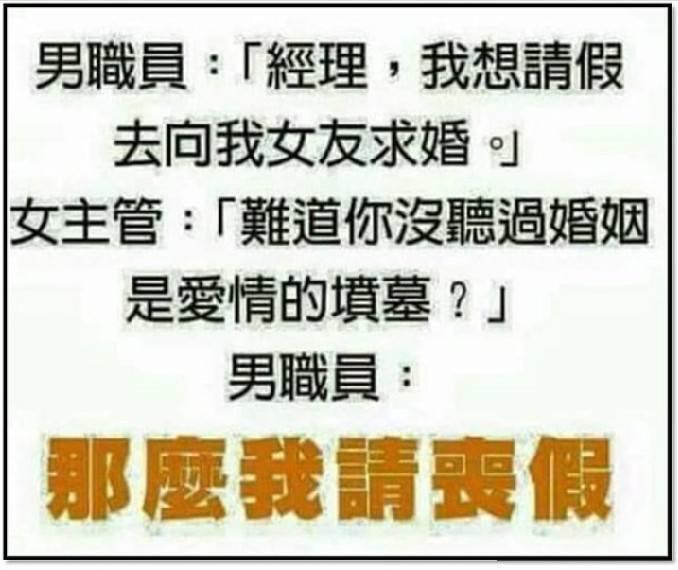 男職員：「經理，我想請假
去向我女友求婚。」
女主管：「難道你沒聽過婚姻
是愛情的墳墓？」
男職員：
那麼我請喪假